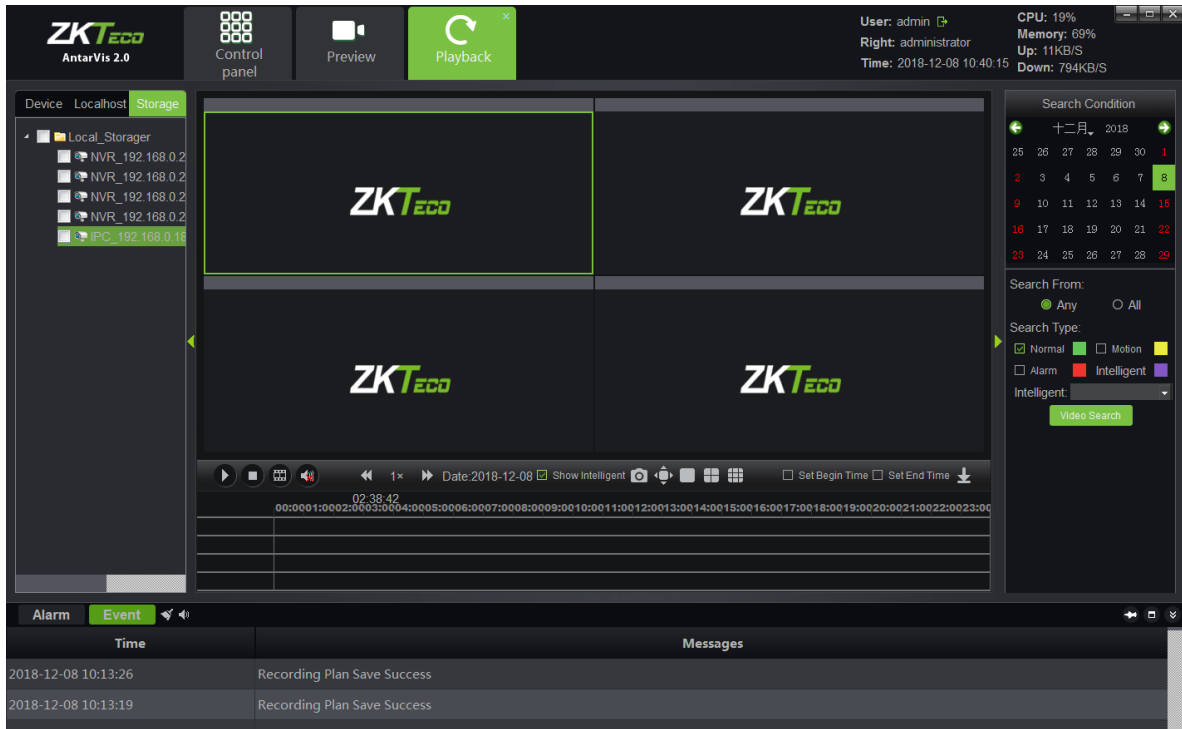 ZKTeco
AntarVis 2.0
Control
panel
Preview
Playback
User: admin
Right: administrator
Time: 2018-12-08 10:40:15
CPU: 19%
Memory: 69%
Up: 11KB/S
Down: 794KB/S
Device Localhost Storage
Local_Storager
NVR_192.168.0.2
NVR_192.168.0.2
NVR_192.168.0.2
NVR_192.168.0.2
IPC_192.168.0.18
ZKTeco
ZKTeco
ZKTeco
ZKTeco
Search Condition
十二月 2018
25 26 27 28 29 30 1
2 3 4 5 6 7 8
9 10 11 12 13 14 15
16 17 18 19 20 21 22
23 24 25 26 27 28 29
Search From:
Any All
Search Type:
Normal Motion
Alarm Intelligent
Intelligent:
Video Search
1× Date:2018-12-08 Show Intelligent Set Begin Time Set End Time
02:38:42
00:0001:0002:0003:0004:0005:0006:0007:0008:0009:0010:0011:0012:0013:0014:0015:0016:0017:0018:0019:0020:0021:0022:0023:00
Alarm Event
Time Messages
2018-12-08 10:13:26 Recording Plan Save Success
2018-12-08 10:13:19 Recording Plan Save Success